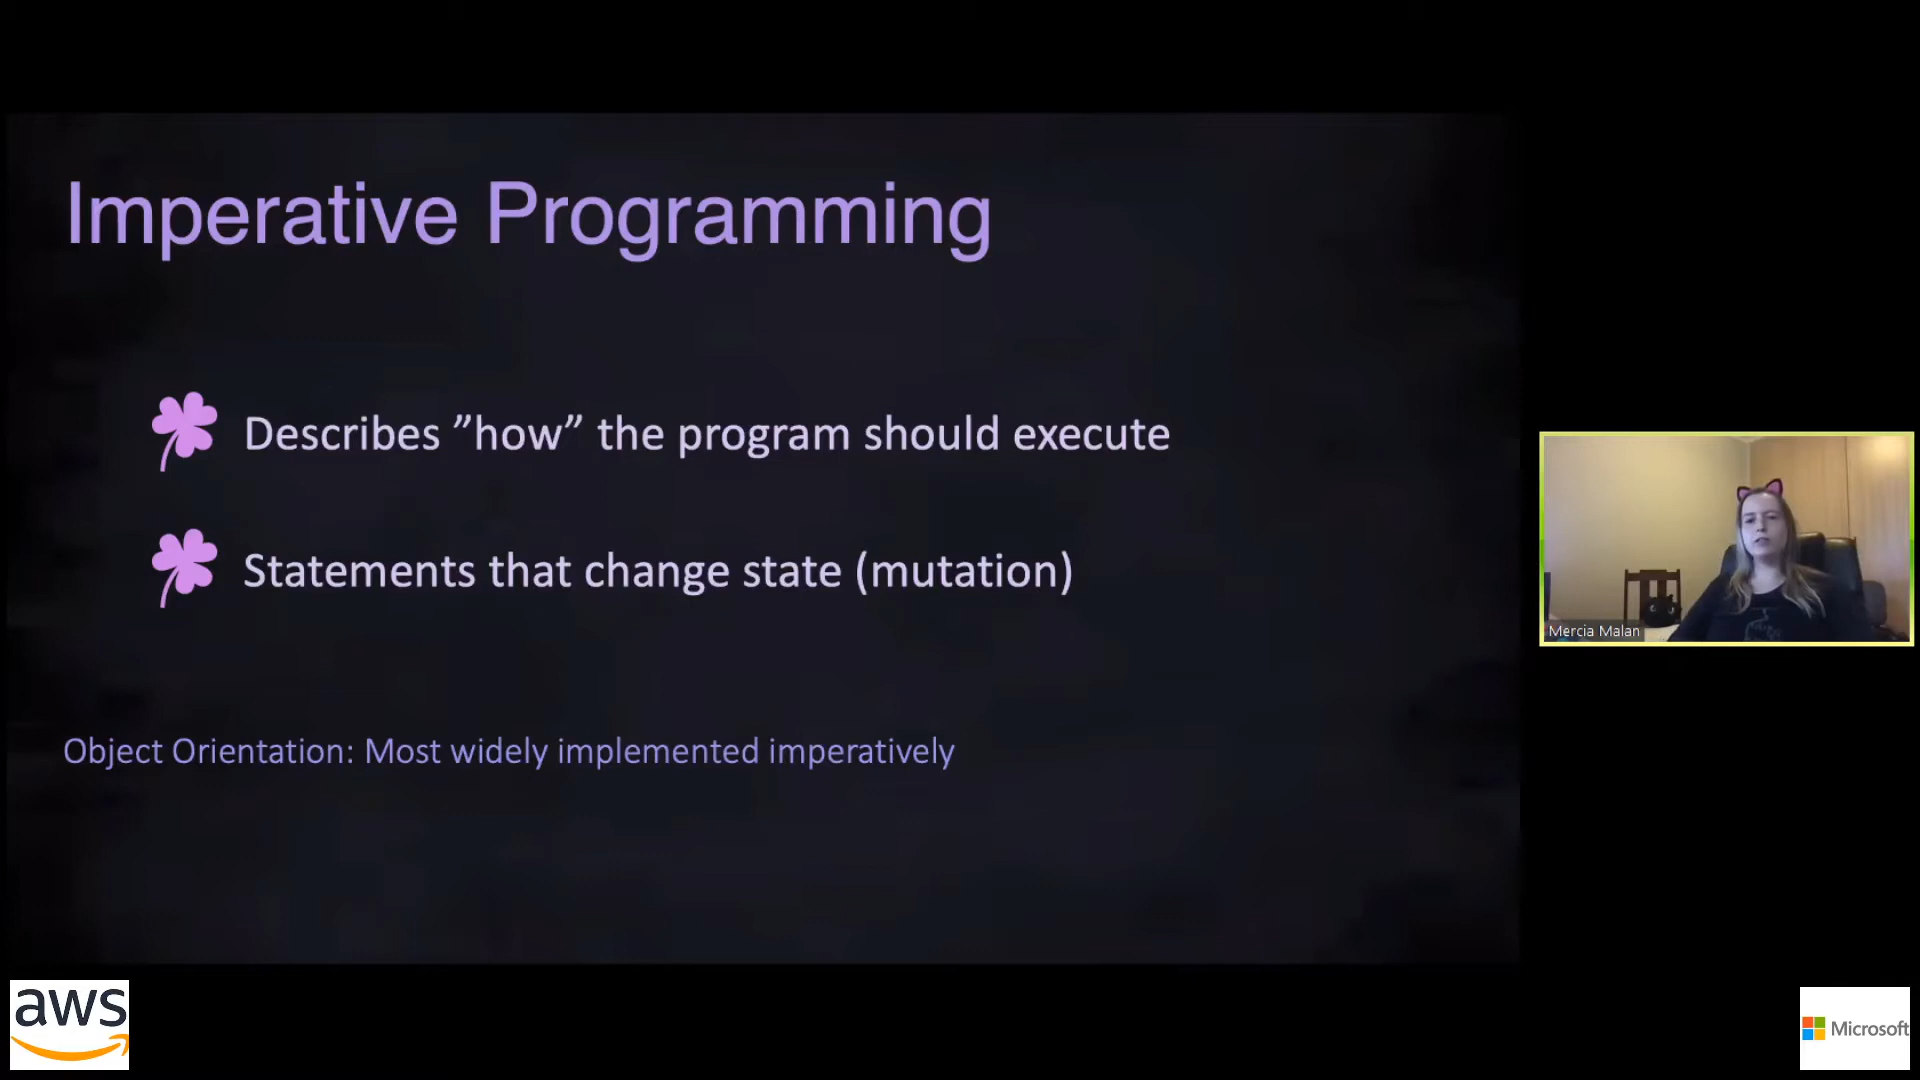 Imperative Programming
Describes ”how” the program should execute
Statements that change state (mutation)
Object Orientation: Most widely implemented imperatively
Mercia Malan
aws
Microsoft